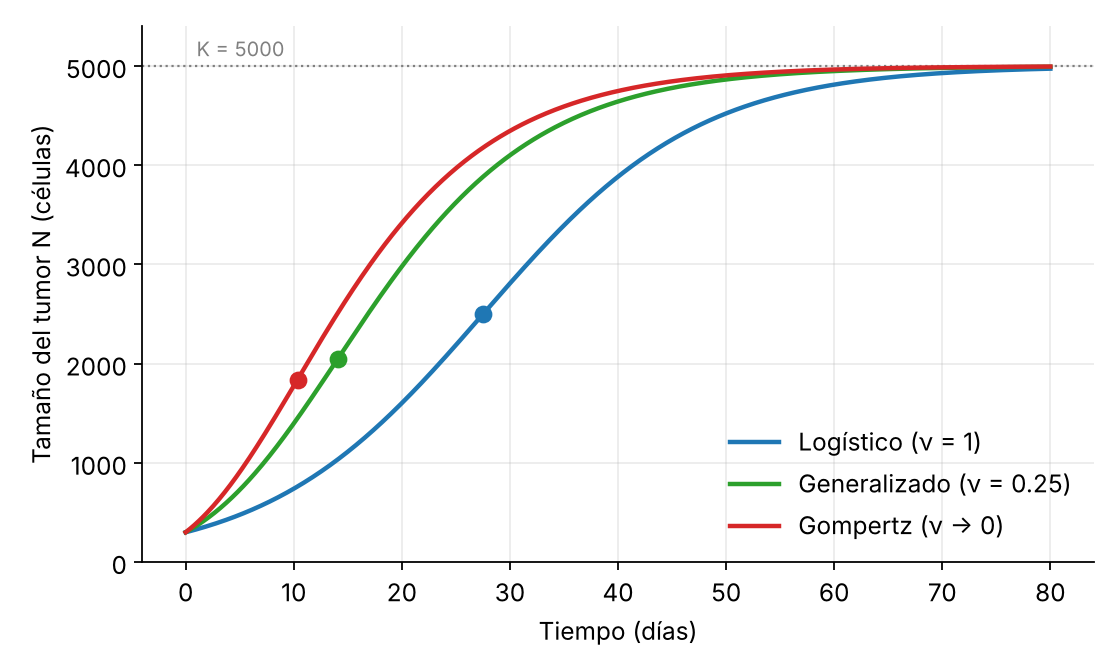 K = 5000
5000
4000
3000
2000
1000
0
Tamaño del tumor N (células)
Logístico (ν = 1)
Generalizado (ν = 0.25)
Gompertz (ν → 0)
0 10 20 30 40 50 60 70 80
Tiempo (días)